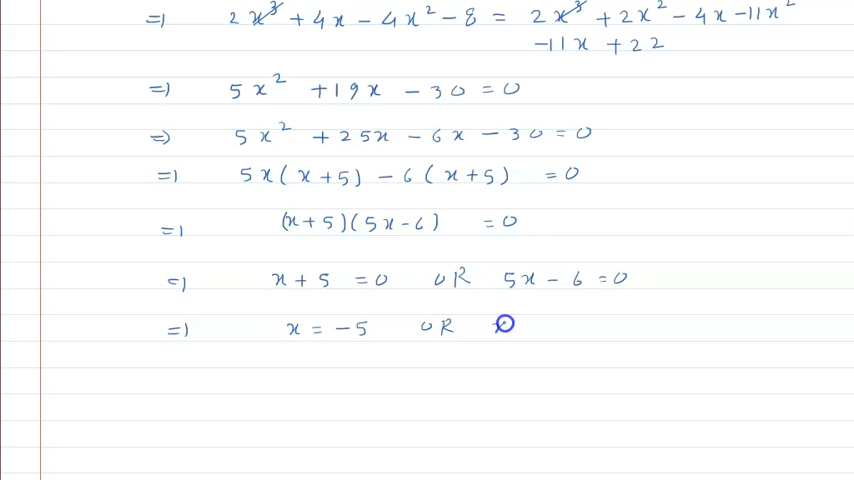 ⇒ 2x³ + 4x - 4x² - 8 = 2x³ + 2x² - 4x - 11x²
-11x + 22
⇒ 5x² + 19x - 30 = 0
⇒ 5x² + 25x - 6x - 30 = 0
⇒ 5x(x+5) - 6(x+5) = 0
⇒ (x+5)(5x-6) = 0
⇒ x + 5 = 0 OR 5x - 6 = 0
⇒ x = -5 OR x